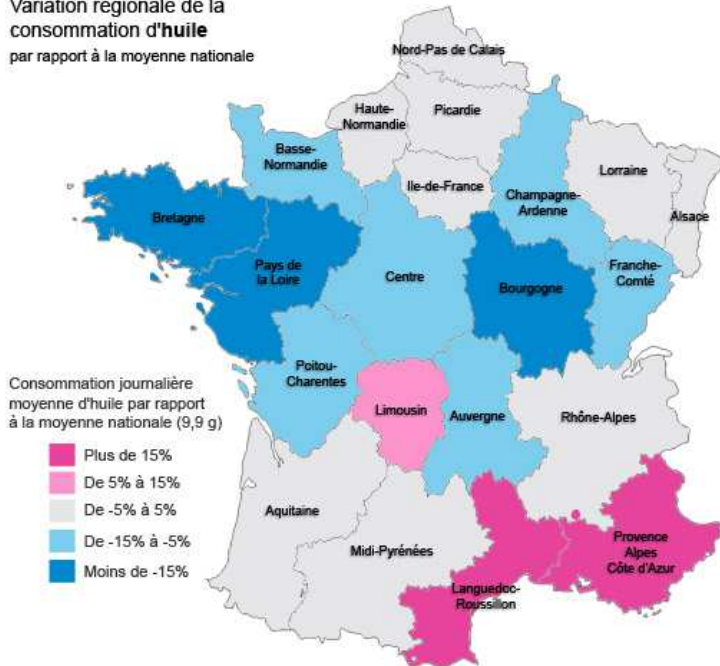 Variation régionale de la
consommation d'huile
par rapport à la moyenne nationale
Nord-Pas de Calais
Haute-
Normandie
Picardie
Basse-
Normandie
Ile-de-France
Champagne-
Ardenne
Lorraine
Alsace
Bretagne
Pays de
la Loire
Centre
Bourgogne
Franche-
Comté
Poitou-
Charentes
Limousin
Auvergne
Rhône-Alpes
Aquitaine
Midi-Pyrénées
Languedoc-
Roussillon
Provence
Alpes
Côte d'Azur
Consommation journalière
moyenne d'huile par rapport
à la moyenne nationale (9,9 g)
Plus de 15%
De 5% à 15%
De -5% à 5%
De -15% à -5%
Moins de -15%